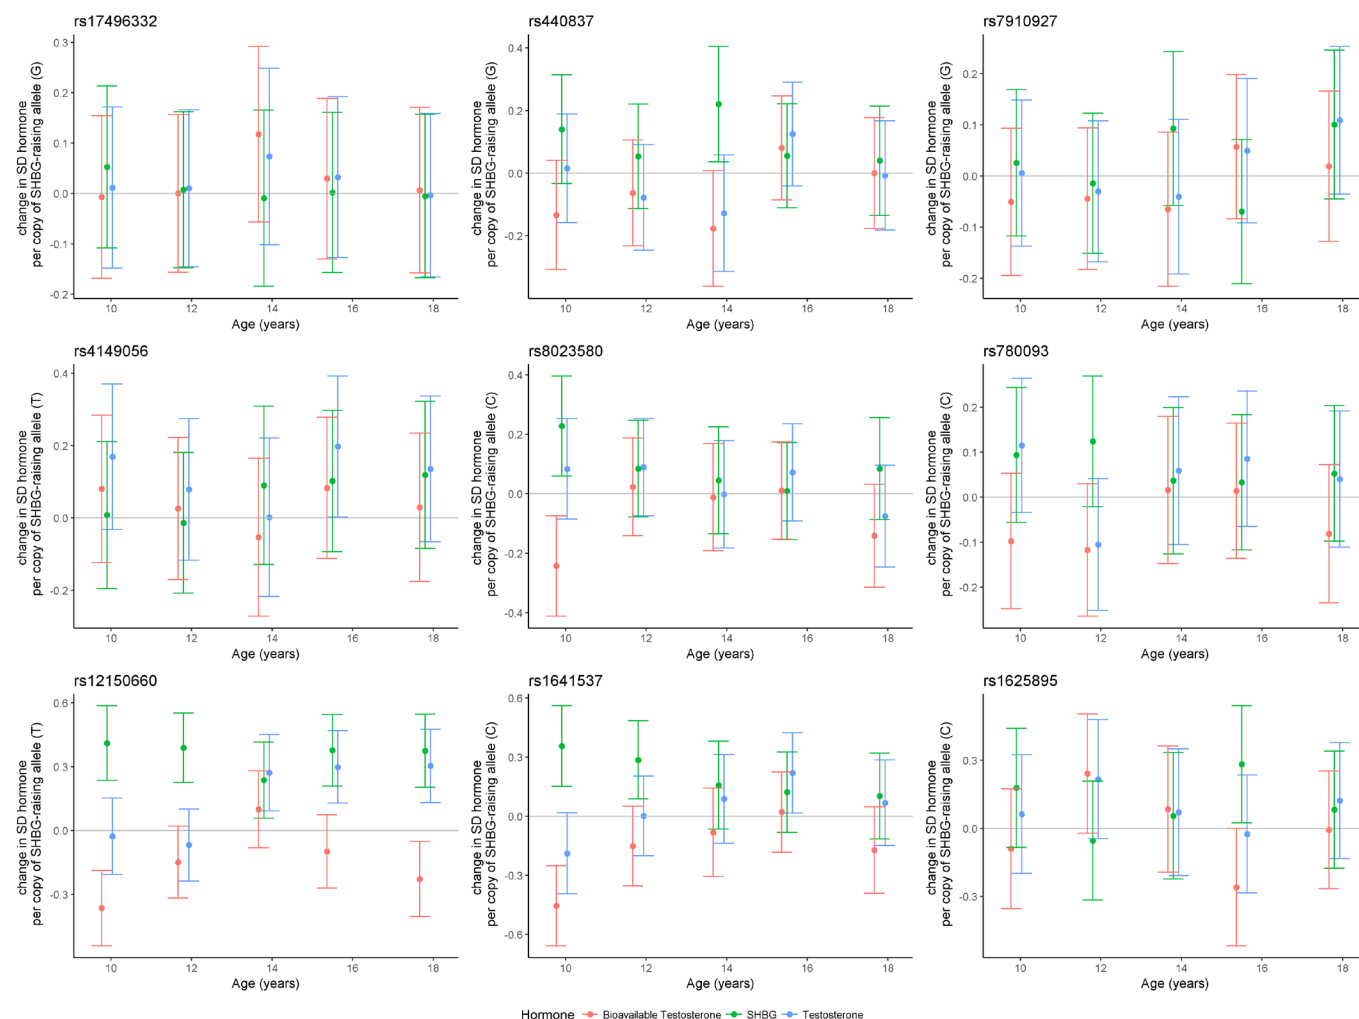 rs17496332
rs440837
rs7910927
change in SD hormone
per copy of SHBG-raising allele (G)
0.3
0.2
0.1
0.0
-0.1
-0.2
10
12
14
16
18
Age (years)
change in SD hormone
per copy of SHBG-raising allele (G)
0.4
0.2
0.0
-0.2
10
12
14
16
18
Age (years)
change in SD hormone
per copy of SHBG-raising allele (G)
0.2
0.1
0.0
-0.1
-0.2
10
12
14
16
18
Age (years)
rs4149056
rs8023580
rs780093
change in SD hormone
per copy of SHBG-raising allele (T)
0.4
0.2
0.0
-0.2
10
12
14
16
18
Age (years)
change in SD hormone
per copy of SHBG-raising allele (C)
0.4
0.2
0.0
-0.2
-0.4
10
12
14
16
18
Age (years)
change in SD hormone
per copy of SHBG-raising allele (C)
0.2
0.1
0.0
-0.1
-0.2
10
12
14
16
18
Age (years)
rs12150660
rs1641537
rs1625895
change in SD hormone
per copy of SHBG-raising allele (T)
0.6
0.3
0.0
-0.3
10
12
14
16
18
Age (years)
change in SD hormone
per copy of SHBG-raising allele (C)
0.6
0.3
0.0
-0.3
-0.6
10
12
14
16
18
Age (years)
change in SD hormone
per copy of SHBG-raising allele (C)
0.3
0.0
-0.3
10
12
14
16
18
Age (years)
Hormone Bioavailable Testosterone SHBG Testosterone